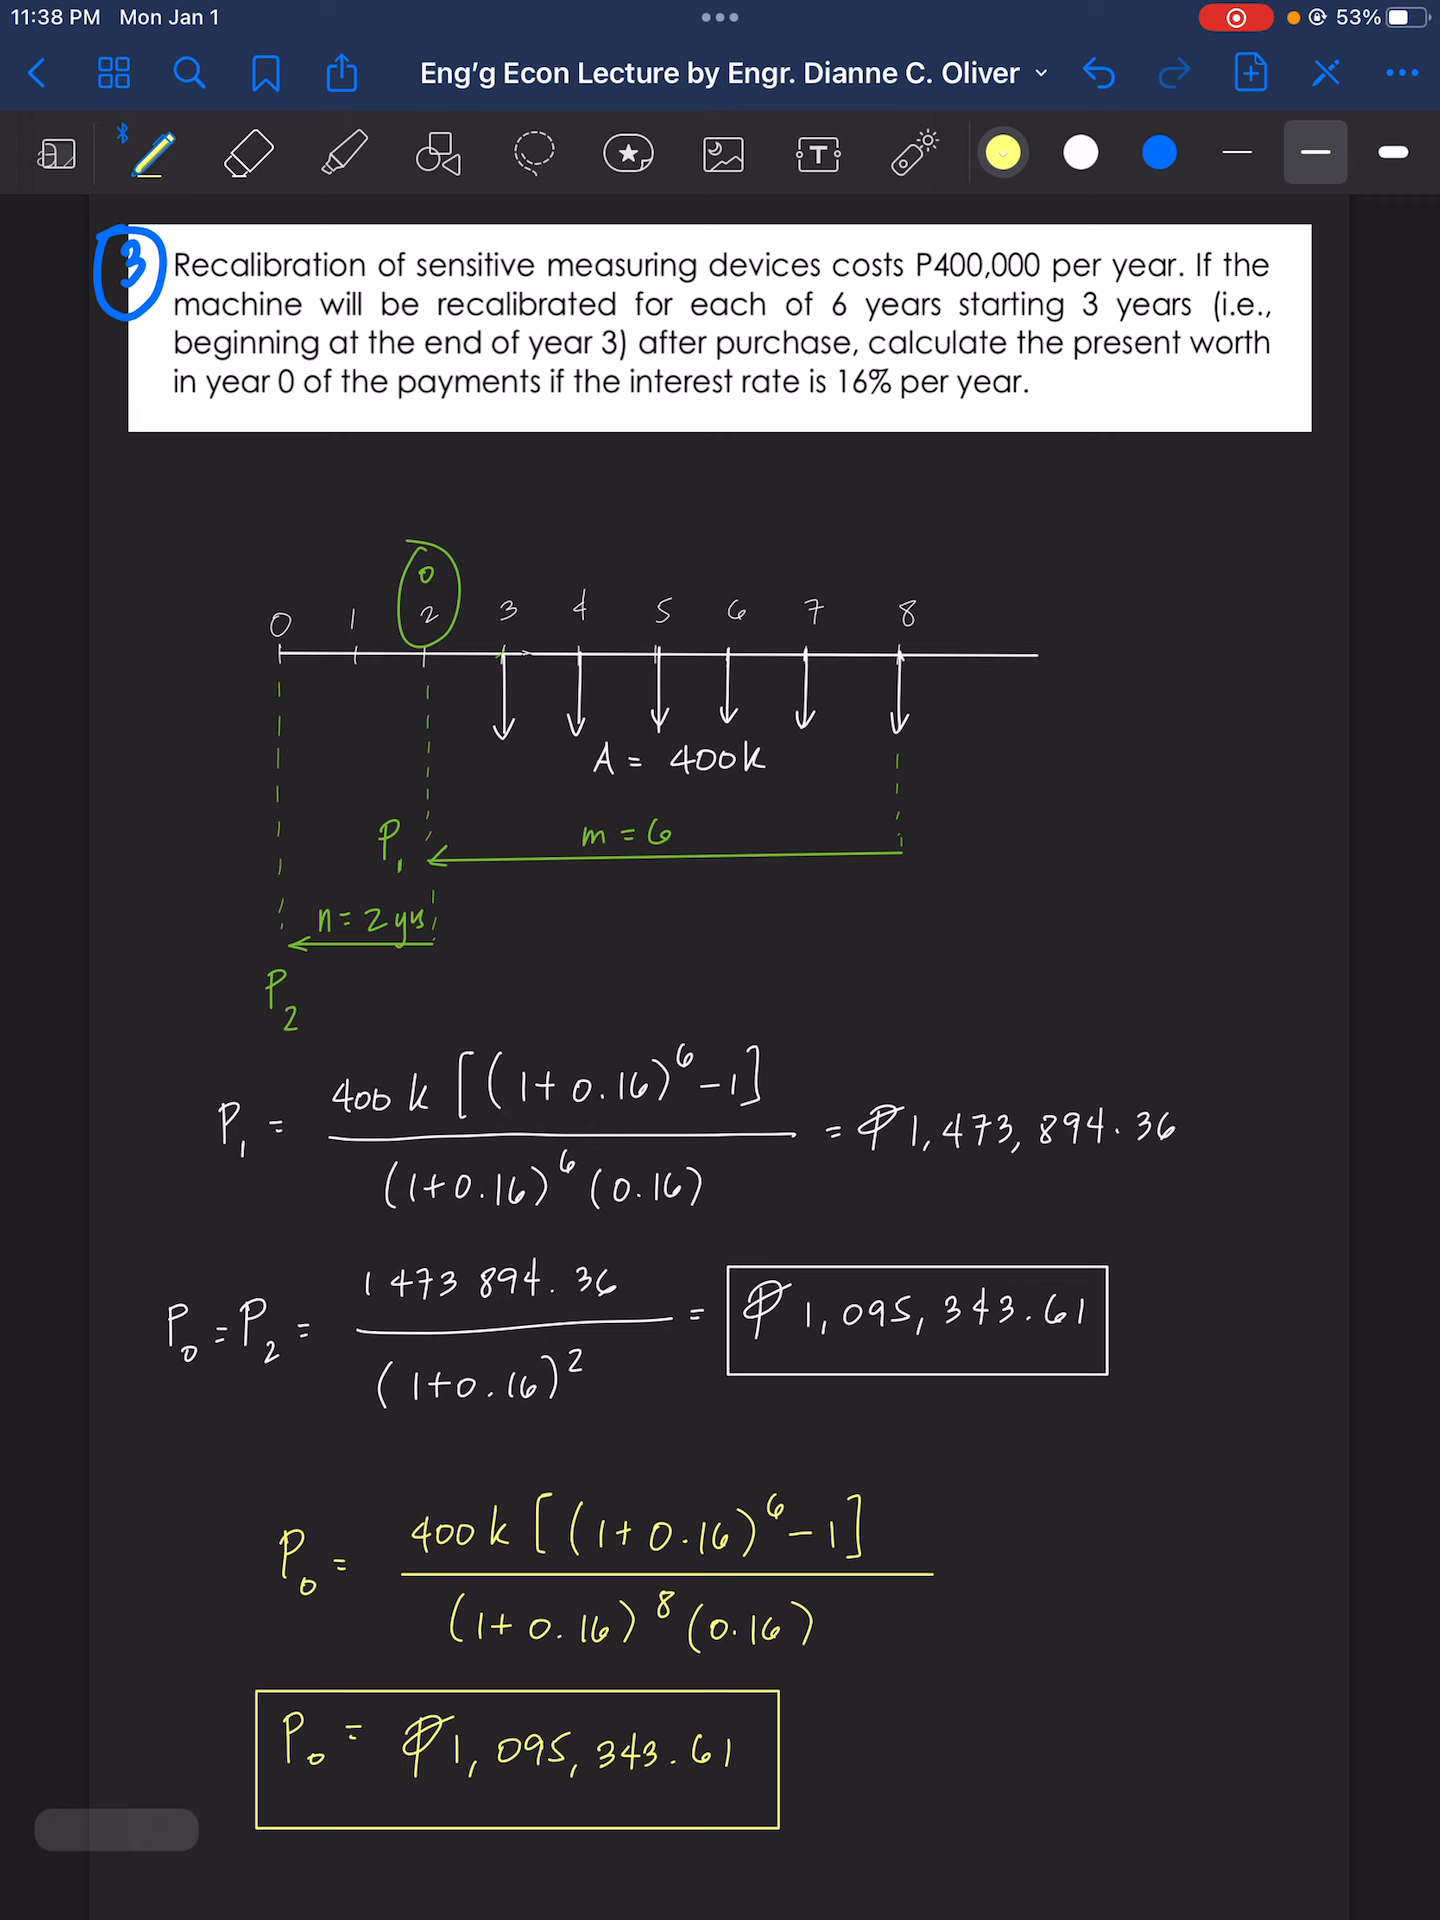 11:38 PM Mon Jan 1
53%
Eng'g Econ Lecture by Engr. Dianne C. Oliver
3
Recalibration of sensitive measuring devices costs P400,000 per year. If the
machine will be recalibrated for each of 6 years starting 3 years (i.e.,
beginning at the end of year 3) after purchase, calculate the present worth
in year 0 of the payments if the interest rate is 16% per year.
0
0 1 2 3 4 5 6 7 8
A = 400k
P₁ m = 6
n = 2 yrs
P₂
P₁ = 400k [(1+0.16)⁶-1] / (1+0.16)⁶ (0.16) = ₱1,473,894.36
P₀ = P₂ = 1 473 894.36 / (1+0.16)² = ₱1,095,343.61
P₀ = 400k [(1+0.16)⁶-1] / (1+0.16)⁸ (0.16)
P₀ = ₱1,095,343.61